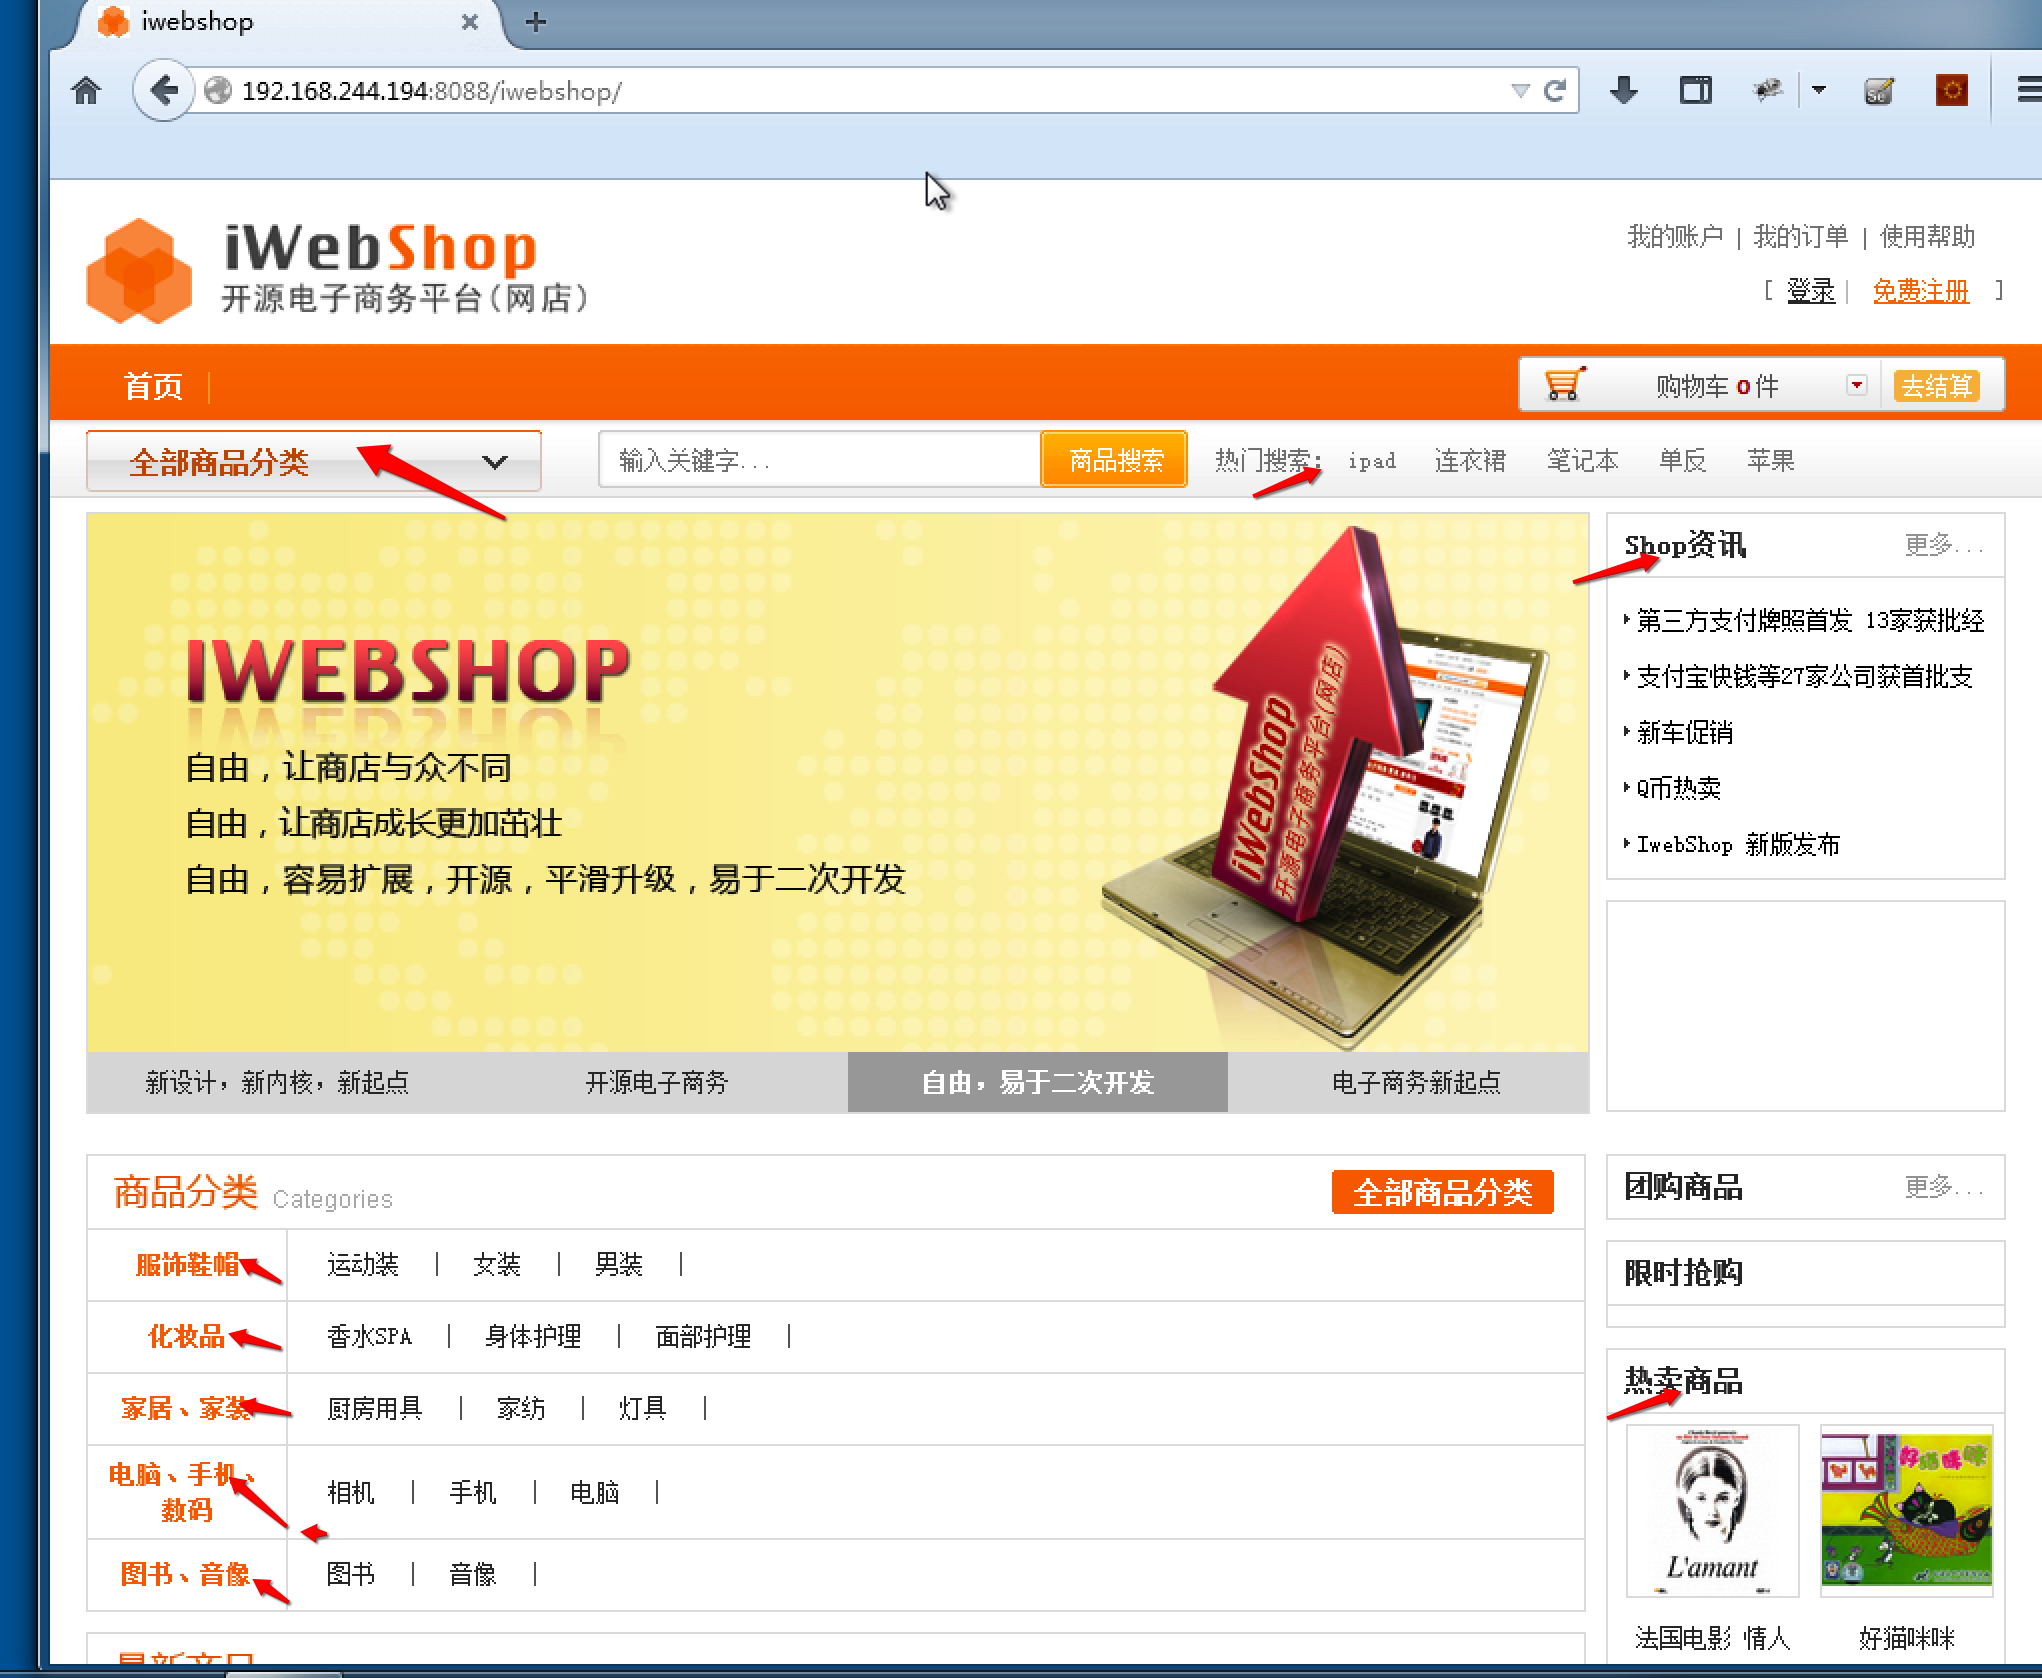 iwebshop
192.168.244.194:8088/iwebshop/
iWebShop
开源电子商务平台(网店)
我的账户 | 我的订单 | 使用帮助
[ 登录 | 免费注册 ]
首页
购物车 0 件
去结算
全部商品分类
输入关键字...
商品搜索
热门搜索: ipad 连衣裙 笔记本 单反 苹果
IWEBSHOP
自由，让商店与众不同
自由，让商店成长更加茁壮
自由，容易扩展，开源，平滑升级，易于二次开发
iWebShop
开源电子商务平台(网店)
新设计，新内核，新起点
开源电子商务
自由，易于二次开发
电子商务新起点
Shop资讯
更多...
第三方支付牌照首发 13家获批经
支付宝快钱等27家公司获首批支
新车促销
Q币热卖
IwebShop 新版发布
商品分类 Categories
全部商品分类
服饰鞋帽
运动装 | 女装 | 男装 |
化妆品
香水SPA | 身体护理 | 面部护理 |
家居、家装
厨房用具 | 家纺 | 灯具 |
电脑、手机、
数码
相机 | 手机 | 电脑 |
图书、音像
图书 | 音像 |
团购商品
更多...
限时抢购
热卖商品
L'amant
好猫咪咪
法国电影 情人
好猫咪咪
最新商品